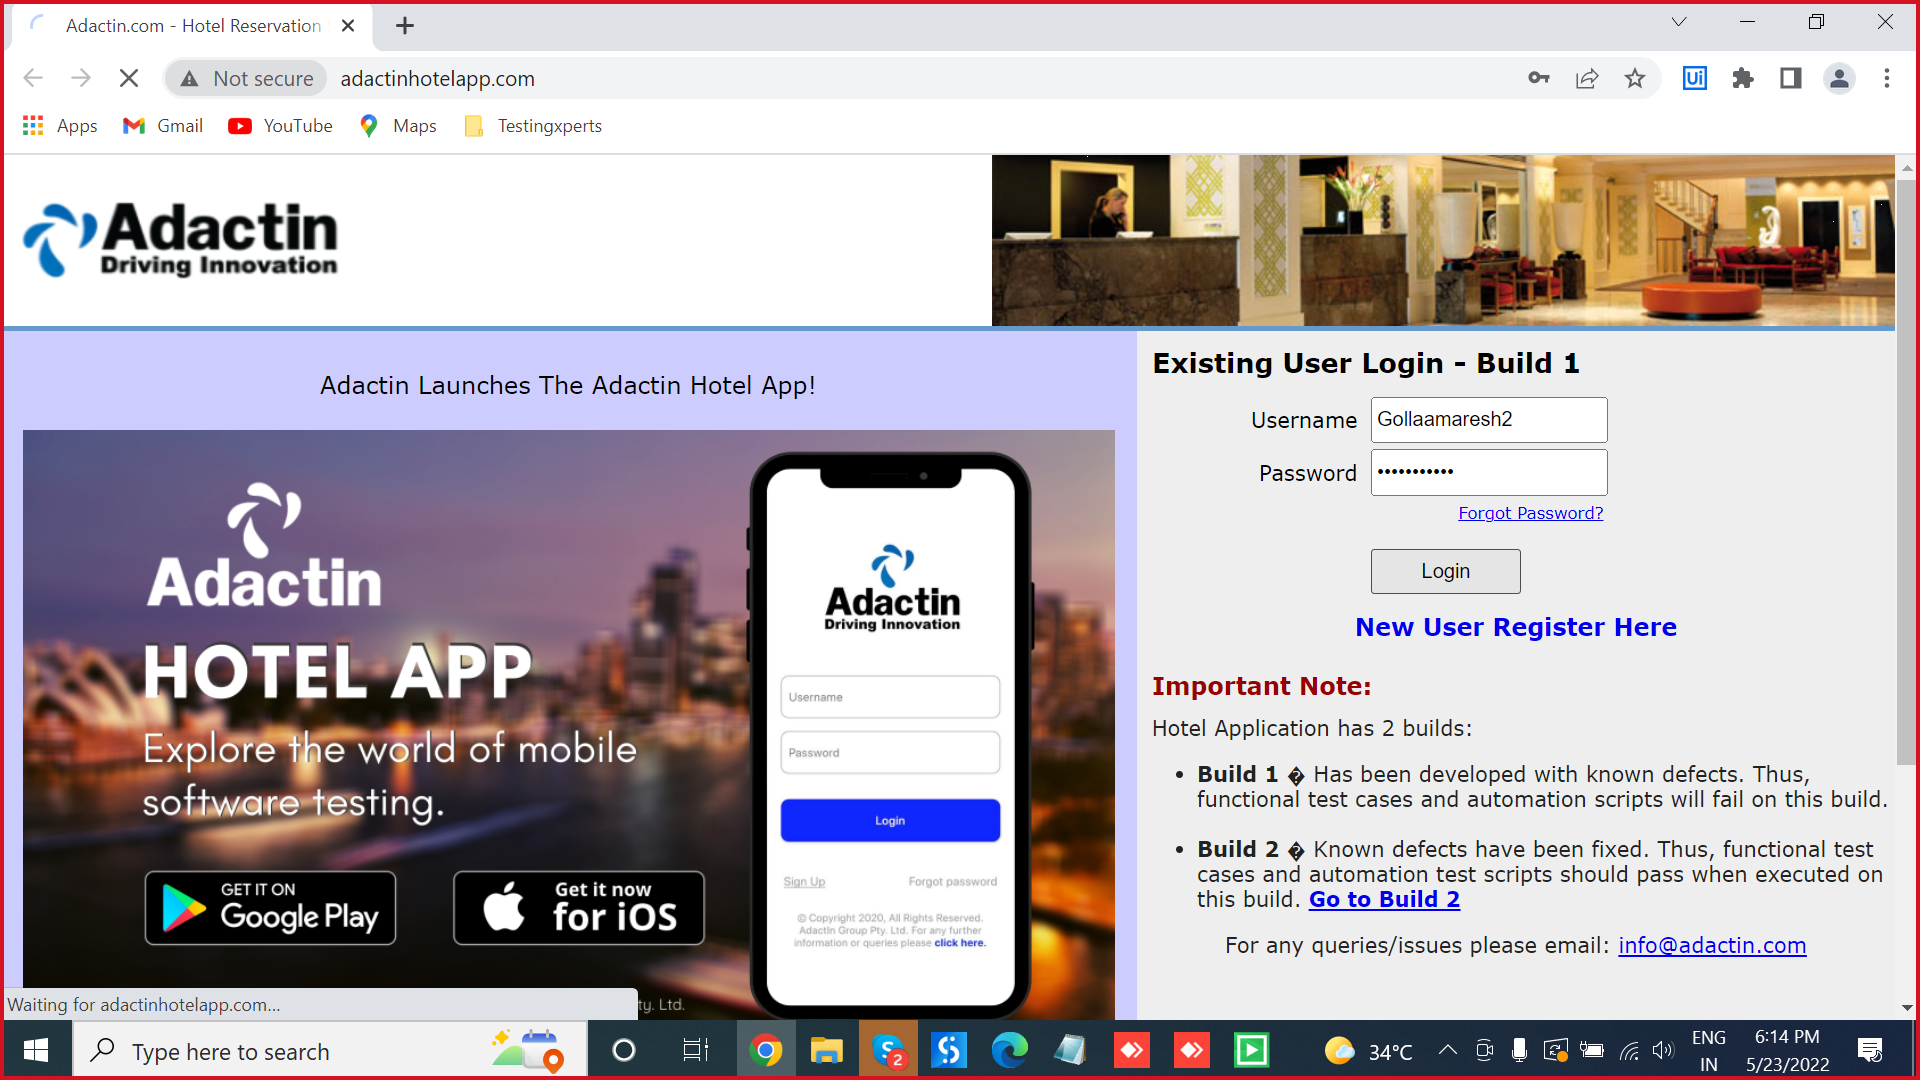 Adactin.com - Hotel Reservation
Not secure
adactinhotelapp.com
Ui
Apps
Gmail
YouTube
Maps
Testingxperts
Adactin
Driving Innovation
Adactin Launches The Adactin Hotel App!
Adactin
HOTEL APP
Explore the world of mobile
software testing.
GET IT ON
Google Play
Get it now
for iOS
Adactin
Driving Innovation
Username
Password
Login
Sign Up
Forgot password
© Copyright 2020, All Rights Reserved.
AdactIn Group Pty. Ltd. For any further
information or queries please click here.
ty. Ltd.
Existing User Login - Build 1
Username
Gollaamaresh2
Password
•••••••••••
Forgot Password?
Login
New User Register Here
Important Note:
Hotel Application has 2 builds:
• Build 1 � Has been developed with known defects. Thus,
functional test cases and automation scripts will fail on this build.
• Build 2 � Known defects have been fixed. Thus, functional test
cases and automation test scripts should pass when executed on
this build. Go to Build 2
For any queries/issues please email: info@adactin.com
Waiting for adactinhotelapp.com...
Type here to search
2
34°C
ENG
IN
6:14 PM
5/23/2022